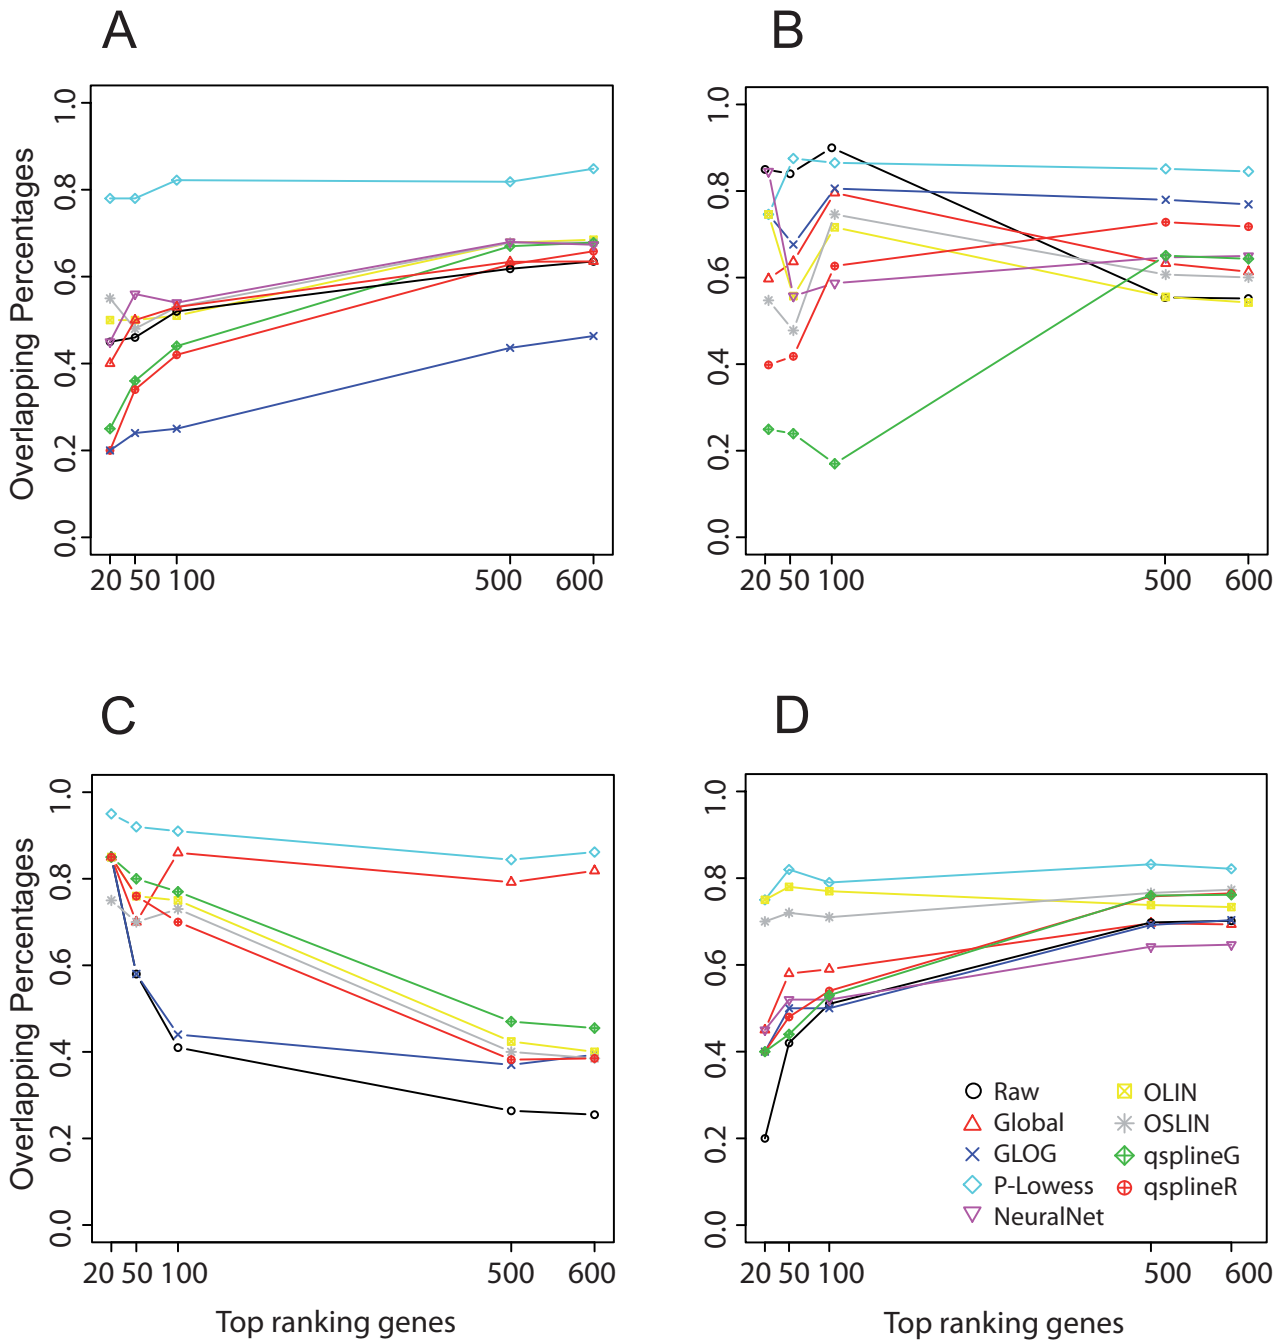 A
B
Overlapping Percentages
1.0
0.8
0.6
0.4
0.2
0.0
20 50 100 500 600
1.0
0.8
0.6
0.4
0.2
0.0
20 50 100 500 600
C
D
Overlapping Percentages
1.0
0.8
0.6
0.4
0.2
0.0
20 50 100 500 600
Top ranking genes
1.0
0.8
0.6
0.4
0.2
0.0
Raw
Global
GLOG
P-Lowess
NeuralNet
OLIN
OSLIN
qsplineG
qsplineR
20 50 100 500 600
Top ranking genes